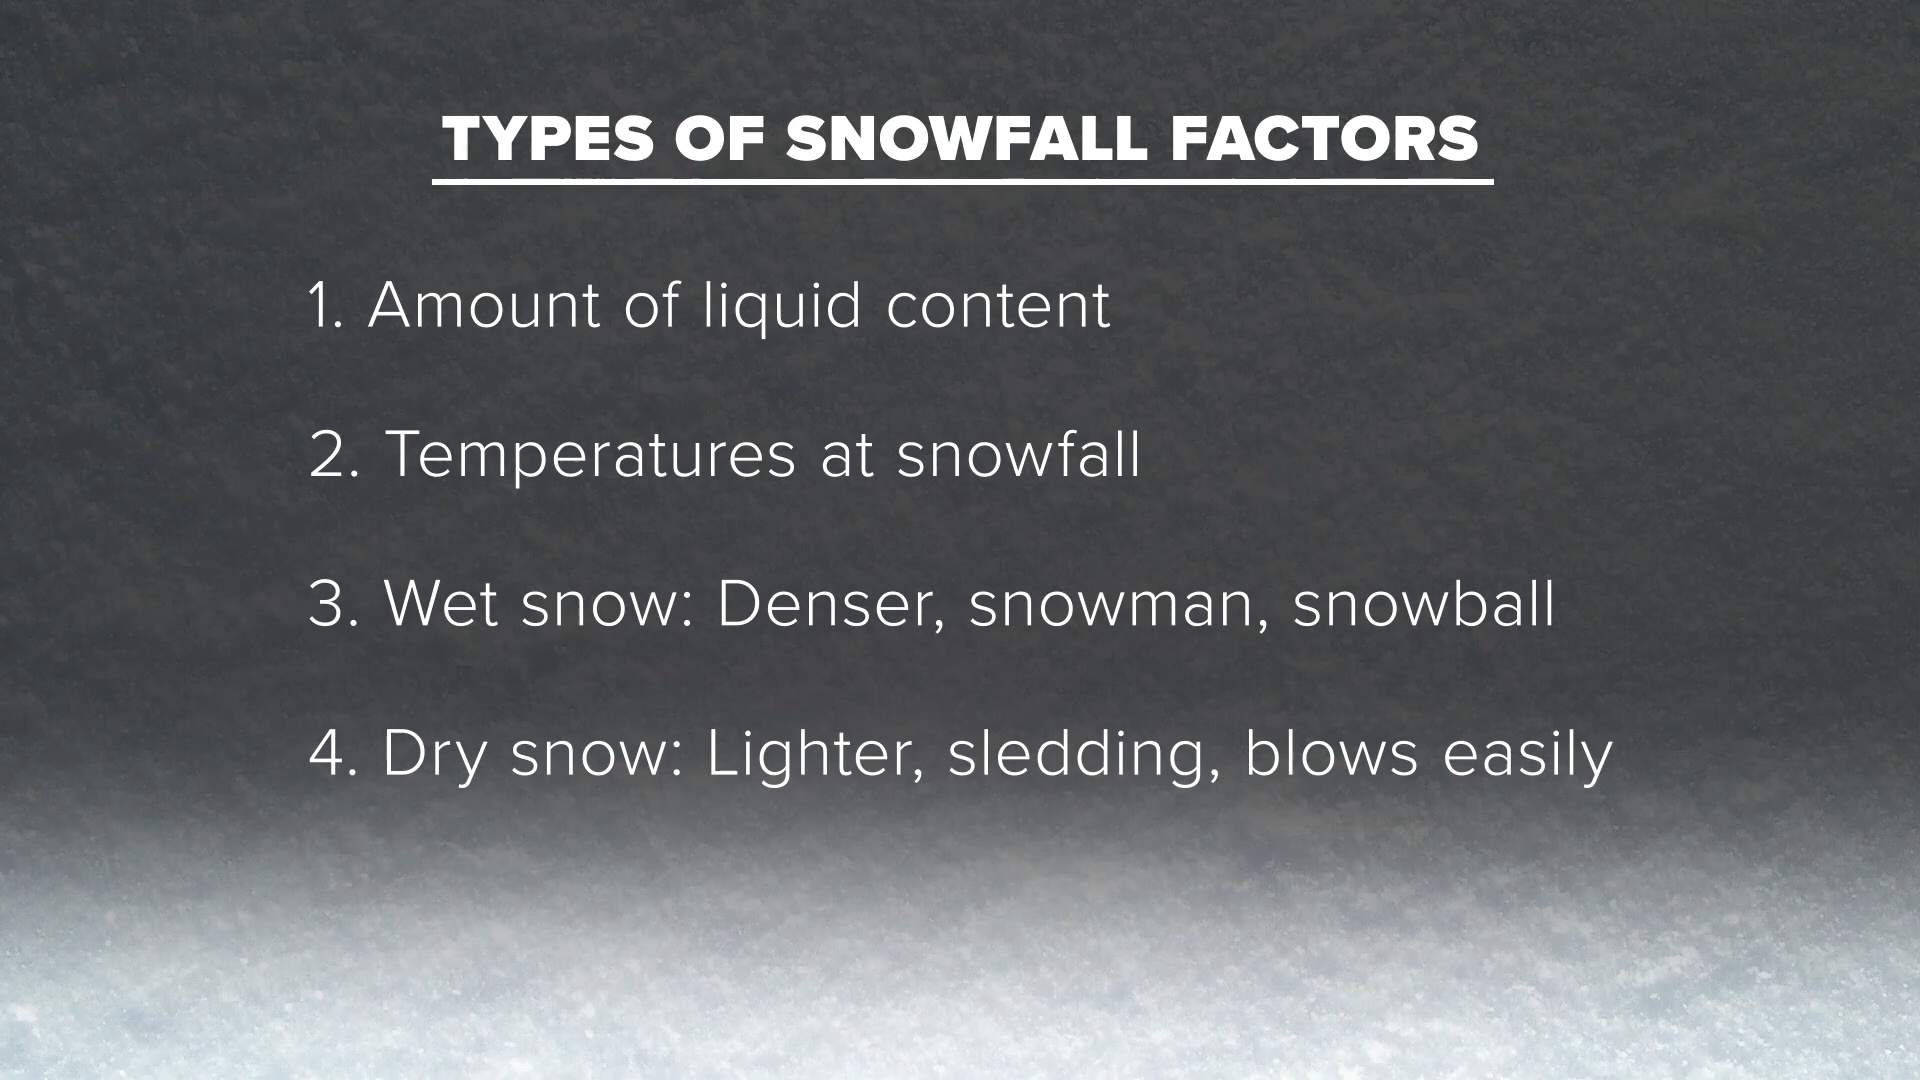 TYPES OF SNOWFALL FACTORS
1. Amount of liquid content
2. Temperatures at snowfall
3. Wet snow: Denser, snowman, snowball
4. Dry snow: Lighter, sledding, blows easily